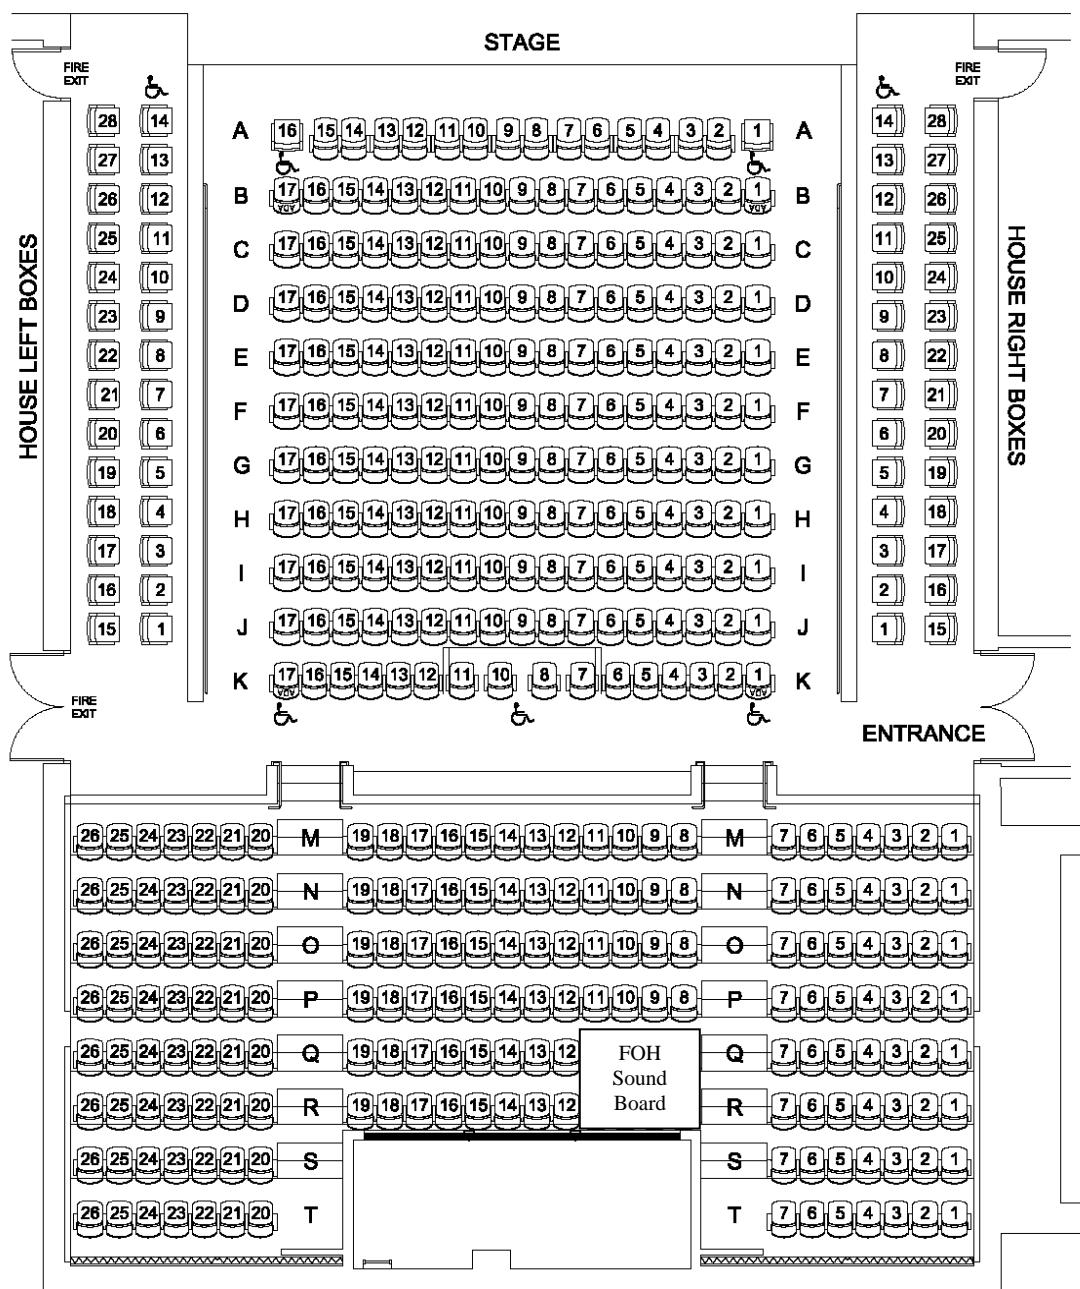 STAGE
FIRE EXIT
FIRE EXIT
28 14 A 16 15 14 13 12 11 10 9 8 7 6 5 4 3 2 1 A 14 28
27 13 13 27
26 12 B 17 16 15 14 13 12 11 10 9 8 7 6 5 4 3 2 1 B 12 26
ADA ADA
25 11 C 17 16 15 14 13 12 11 10 9 8 7 6 5 4 3 2 1 C 11 25
24 10 10 24
23 9 D 17 16 15 14 13 12 11 10 9 8 7 6 5 4 3 2 1 D 9 23
22 8 E 17 16 15 14 13 12 11 10 9 8 7 6 5 4 3 2 1 E 8 22
21 7 F 17 16 15 14 13 12 11 10 9 8 7 6 5 4 3 2 1 F 7 21
20 6 6 20
19 5 G 17 16 15 14 13 12 11 10 9 8 7 6 5 4 3 2 1 G 5 19
18 4 H 17 16 15 14 13 12 11 10 9 8 7 6 5 4 3 2 1 H 4 18
17 3 3 17
16 2 I 17 16 15 14 13 12 11 10 9 8 7 6 5 4 3 2 1 I 2 16
15 1 J 17 16 15 14 13 12 11 10 9 8 7 6 5 4 3 2 1 J 1 15
K 17 16 15 14 13 12 11 10 8 7 6 5 4 3 2 1 K
ADA ADA
HOUSE LEFT BOXES
HOUSE RIGHT BOXES
FIRE EXIT
ENTRANCE
26 25 24 23 22 21 20 M 19 18 17 16 15 14 13 12 11 10 9 8 M 7 6 5 4 3 2 1
26 25 24 23 22 21 20 N 19 18 17 16 15 14 13 12 11 10 9 8 N 7 6 5 4 3 2 1
26 25 24 23 22 21 20 O 19 18 17 16 15 14 13 12 11 10 9 8 O 7 6 5 4 3 2 1
26 25 24 23 22 21 20 P 19 18 17 16 15 14 13 12 11 10 9 8 P 7 6 5 4 3 2 1
26 25 24 23 22 21 20 Q 19 18 17 16 15 14 13 12 Q 7 6 5 4 3 2 1
FOH
Sound
Board
26 25 24 23 22 21 20 R 19 18 17 16 15 14 13 12 R 7 6 5 4 3 2 1
26 25 24 23 22 21 20 S S 7 6 5 4 3 2 1
26 25 24 23 22 21 20 T T 7 6 5 4 3 2 1